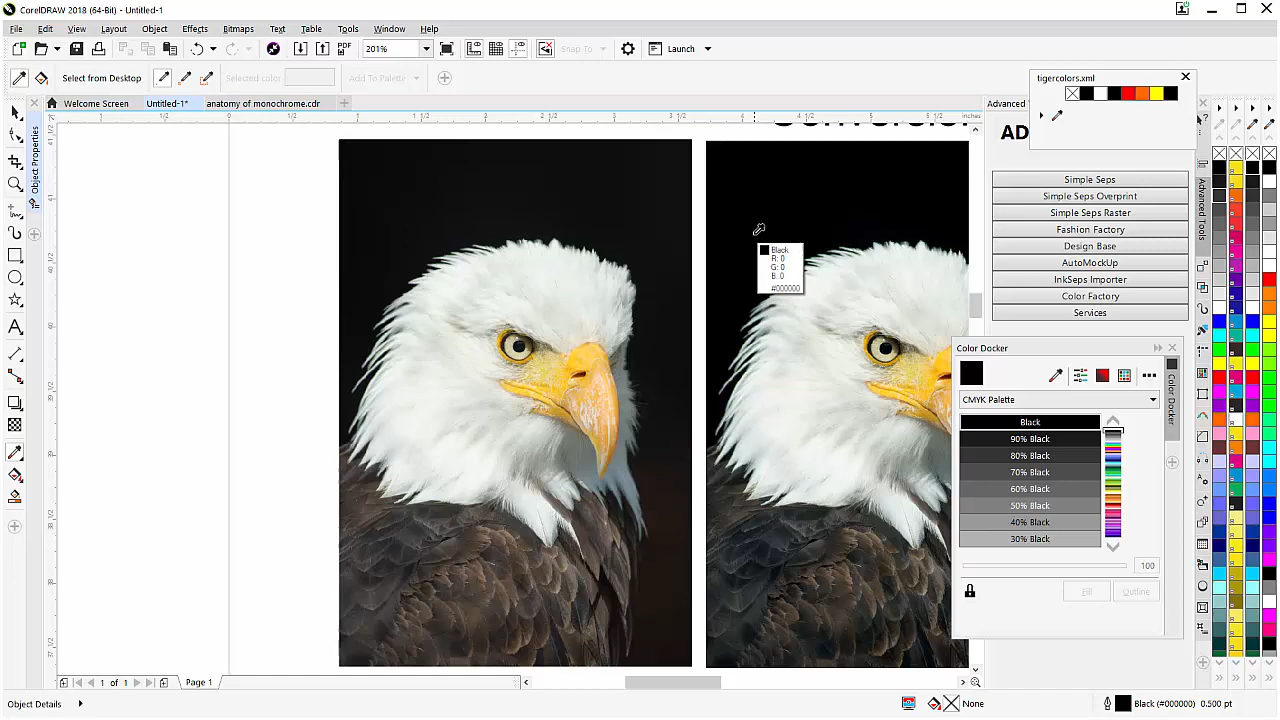 CorelDRAW 2018 (64-Bit) - Untitled-1
File Edit View Layout Object Effects Bitmaps Text Table Tools Window Help
PDF 201% Snap To Launch
Select from Desktop Selected color Add To Palette
tigercolors.xml
Welcome Screen Untitled-1* anatomy of monochrome.cdr
Advanced
inches
AD
Object Properties
Simple Seps
Simple Seps Overprint
Simple Seps Raster
Fashion Factory
Design Base
AutoMockUp
InkSeps Importer
Color Factory
Services
Advanced Tools
Black
R: 0
G: 0
B: 0
#000000
Color Docker
CMYK Palette
Color Docker
Black
90% Black
80% Black
70% Black
60% Black
50% Black
40% Black
30% Black
100
Fill Outline
1 of 1 Page 1
Object Details None Black (#000000) 0.500 pt